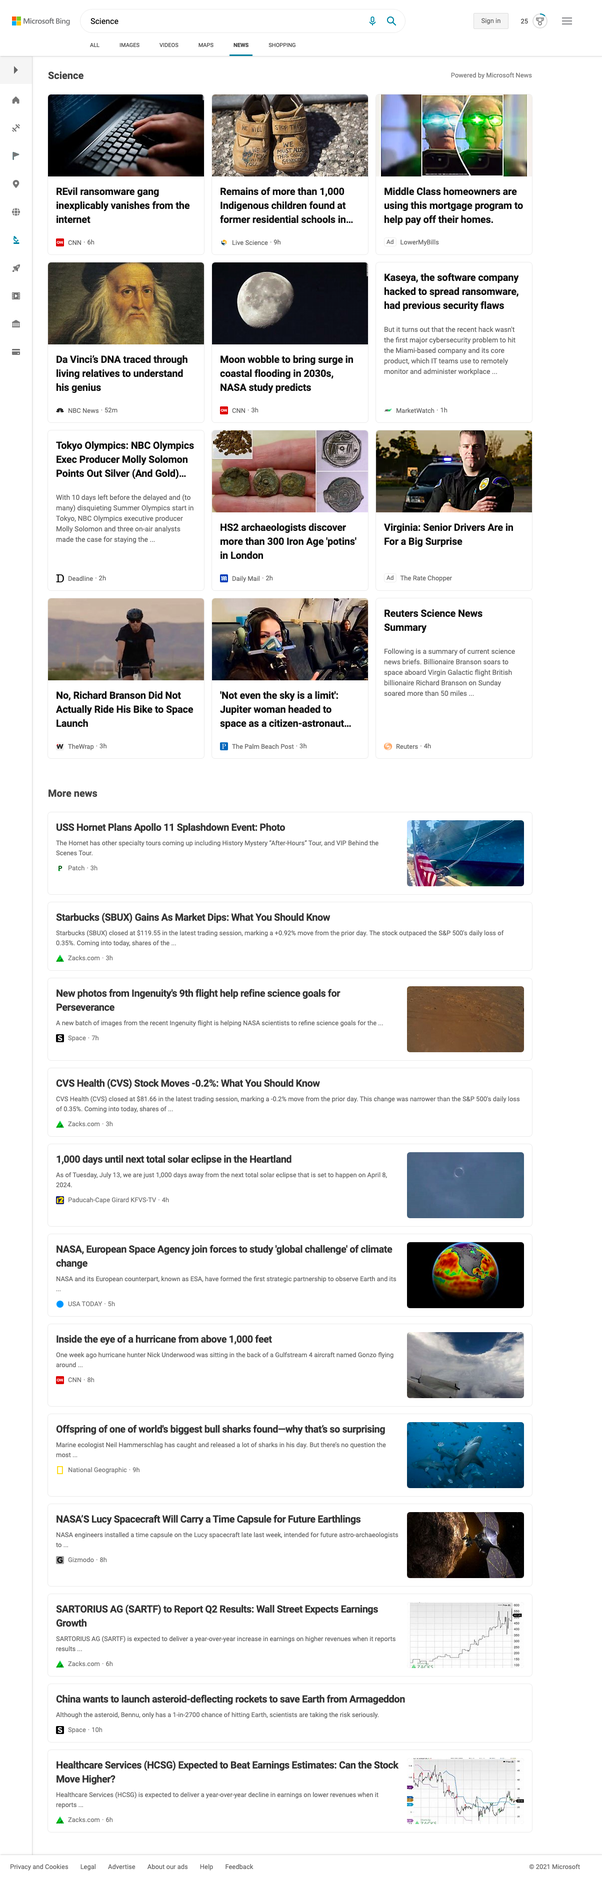 Microsoft Bing
Science
Sign in
25
ALL
IMAGES
VIDEOS
MAPS
NEWS
SHOPPING
Science
Powered by Microsoft News
REvil ransomware gang
inexplicably vanishes from the
internet
CNN · 6h
Remains of more than 1,000
Indigenous children found at
former residential schools in...
Live Science · 9h
Middle Class homeowners are
using this mortgage program to
help pay off their homes.
Ad LowerMyBills
Da Vinci's DNA traced through
living relatives to understand
his genius
NBC News · 52m
Moon wobble to bring surge in
coastal flooding in 2030s,
NASA study predicts
CNN · 3h
Kaseya, the software company
hacked to spread ransomware,
had previous security flaws
But it turns out that the recent hack wasn't
the first major cybersecurity problem to hit
the Miami-based company and its core
product, which IT teams use to remotely
monitor and administer workplace ...
MarketWatch · 1h
Tokyo Olympics: NBC Olympics
Exec Producer Molly Solomon
Points Out Silver (And Gold)...
With 10 days left before the delayed and (to
many) disquieting Summer Olympics start in
Tokyo, NBC Olympics executive producer
Molly Solomon and three on-air analysts
made the case for staying the ...
Deadline · 2h
HS2 archaeologists discover
more than 300 Iron Age 'potins'
in London
Daily Mail · 2h
Virginia: Senior Drivers Are in
For a Big Surprise
Ad The Rate Chopper
No, Richard Branson Did Not
Actually Ride His Bike to Space
Launch
TheWrap · 3h
'Not even the sky is a limit':
Jupiter woman headed to
space as a citizen-astronaut...
The Palm Beach Post · 3h
Reuters Science News
Summary
Following is a summary of current science
news briefs. Billionaire Branson soars to
space aboard Virgin Galactic flight British
billionaire Richard Branson on Sunday
soared more than 50 miles ...
Reuters · 4h
More news
USS Hornet Plans Apollo 11 Splashdown Event: Photo
The Hornet has other specialty tours coming up including History Mystery "After-Hours" Tour, and VIP Behind the
Scenes Tour.
Patch · 3h
Starbucks (SBUX) Gains As Market Dips: What You Should Know
Starbucks (SBUX) closed at $119.55 in the latest trading session, marking a +0.92% move from the prior day. The stock outpaced the S&P 500's daily loss of
0.35%. Coming into today, shares of the ...
Zacks.com · 3h
New photos from Ingenuity's 9th flight help refine science goals for
Perseverance
A new batch of images from the recent Ingenuity flight is helping NASA scientists to refine science goals for the ...
Space · 7h
CVS Health (CVS) Stock Moves -0.2%: What You Should Know
CVS Health (CVS) closed at $81.66 in the latest trading session, marking a -0.2% move from the prior day. This change was narrower than the S&P 500's daily loss
of 0.35%. Coming into today, shares of ...
Zacks.com · 3h
1,000 days until next total solar eclipse in the Heartland
As of Tuesday, July 13, we are just 1,000 days away from the next total solar eclipse that is set to happen on April 8,
2024.
Paducah-Cape Girard KFVS-TV · 4h
NASA, European Space Agency join forces to study 'global challenge' of climate
change
NASA and its European counterpart, known as ESA, have formed the first strategic partnership to observe Earth and its
...
USA TODAY · 5h
Inside the eye of a hurricane from above 1,000 feet
One week ago hurricane hunter Nick Underwood was sitting in the back of a Gulfstream 4 aircraft named Gonzo flying
around ...
CNN · 8h
Offspring of one of world's biggest bull sharks found—why that's so surprising
Marine ecologist Neil Hammerschlag has caught and released a lot of sharks in his day. But there's no question the
most ...
National Geographic · 9h
NASA'S Lucy Spacecraft Will Carry a Time Capsule for Future Earthlings
NASA engineers installed a time capsule on the Lucy spacecraft late last week, intended for future astro-archaeologists
to ...
Gizmodo · 8h
SARTORIUS AG (SARTF) to Report Q2 Results: Wall Street Expects Earnings
Growth
SARTORIUS AG (SARTF) is expected to deliver a year-over-year increase in earnings on higher revenues when it reports
results ...
Zacks.com · 6h
China wants to launch asteroid-deflecting rockets to save Earth from Armageddon
Although the asteroid, Bennu, only has a 1-in-2700 chance of hitting Earth, scientists are taking the risk seriously.
Space · 10h
Healthcare Services (HCSG) Expected to Beat Earnings Estimates: Can the Stock
Move Higher?
Healthcare Services (HCSG) is expected to deliver a year-over-year decline in earnings on lower revenues when it
reports ...
Zacks.com · 6h
Privacy and Cookies
Legal
Advertise
About our ads
Help
Feedback
© 2021 Microsoft